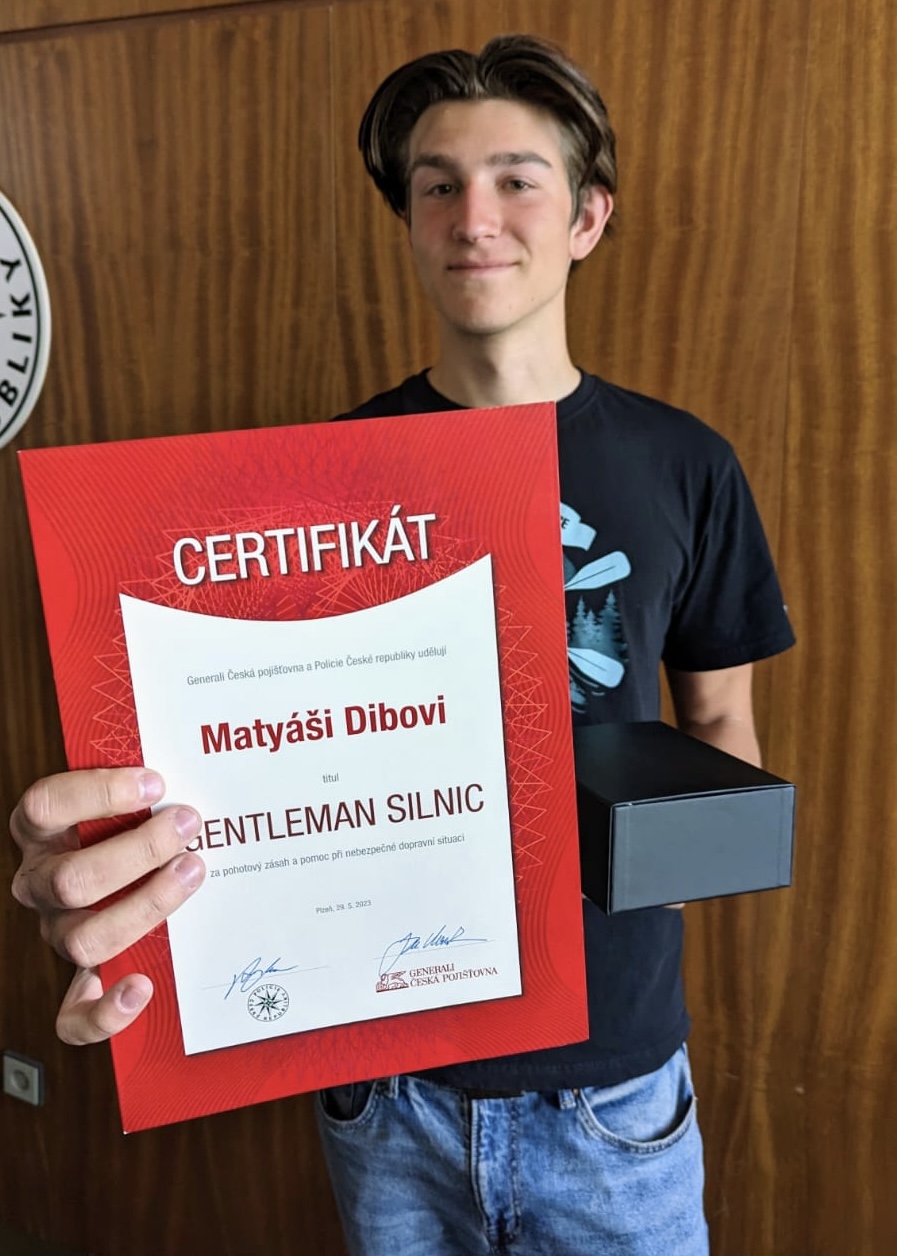 BLIKY
CERTIFIKÁT
Generali Česká pojišťovna a Policie České republiky udělují
Matyáši Dibovi
titul
GENTLEMAN SILNIC
za pohotový zásah a pomoc při nebezpečné dopravní situaci
Plzeň, 29. 5. 2023
GENERALI
ČESKÁ POJIŠŤOVNA